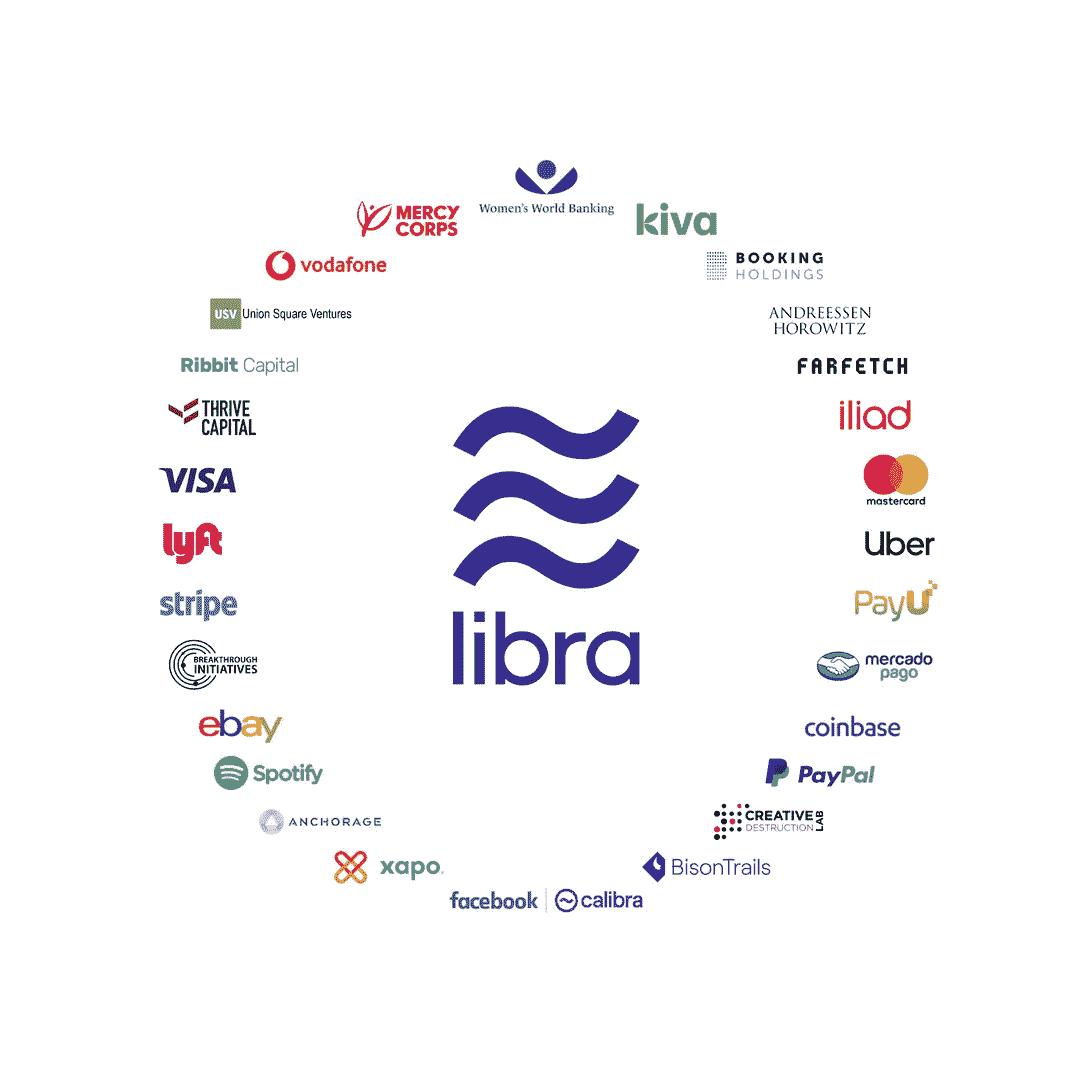 Women's World Banking
MERCY
CORPS
kiva
vodafone
BOOKING
HOLDINGS
USV Union Square Ventures
ANDREESSEN
HOROWITZ
Ribbit Capital
FARFETCH
THRIVE
CAPITAL
iliad
VISA
mastercard
lyft
Uber
stripe
PayU
BREAKTHROUGH
INITIATIVES
mercado
pago
libra
ebay
coinbase
Spotify
PayPal
ANCHORAGE
CREATIVE
DESTRUCTION
LAB
xapo
BisonTrails
facebook | calibra